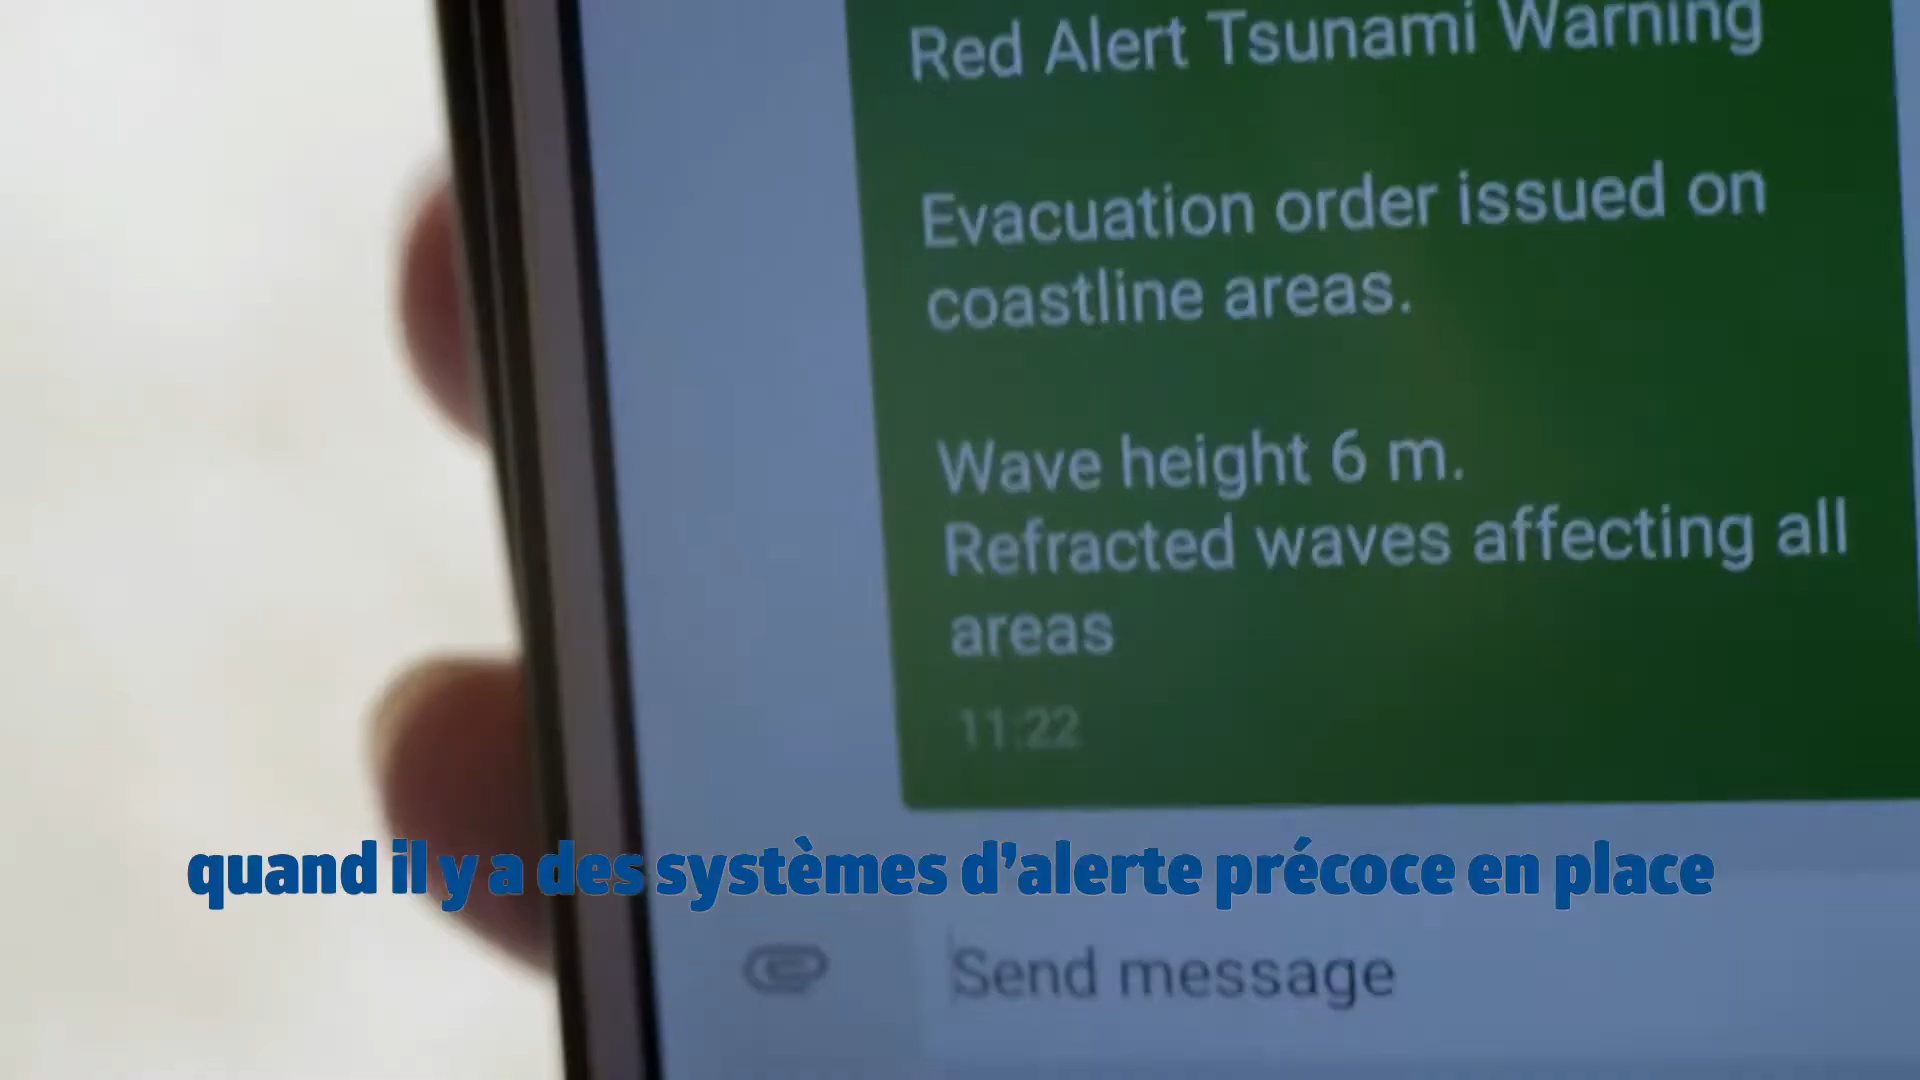 Red Alert Tsunami Warning
Evacuation order issued on
coastline areas.
Wave height 6 m.
Refracted waves affecting all
areas
11:22
quand il y a des systèmes d’alerte précoce en place
Send message